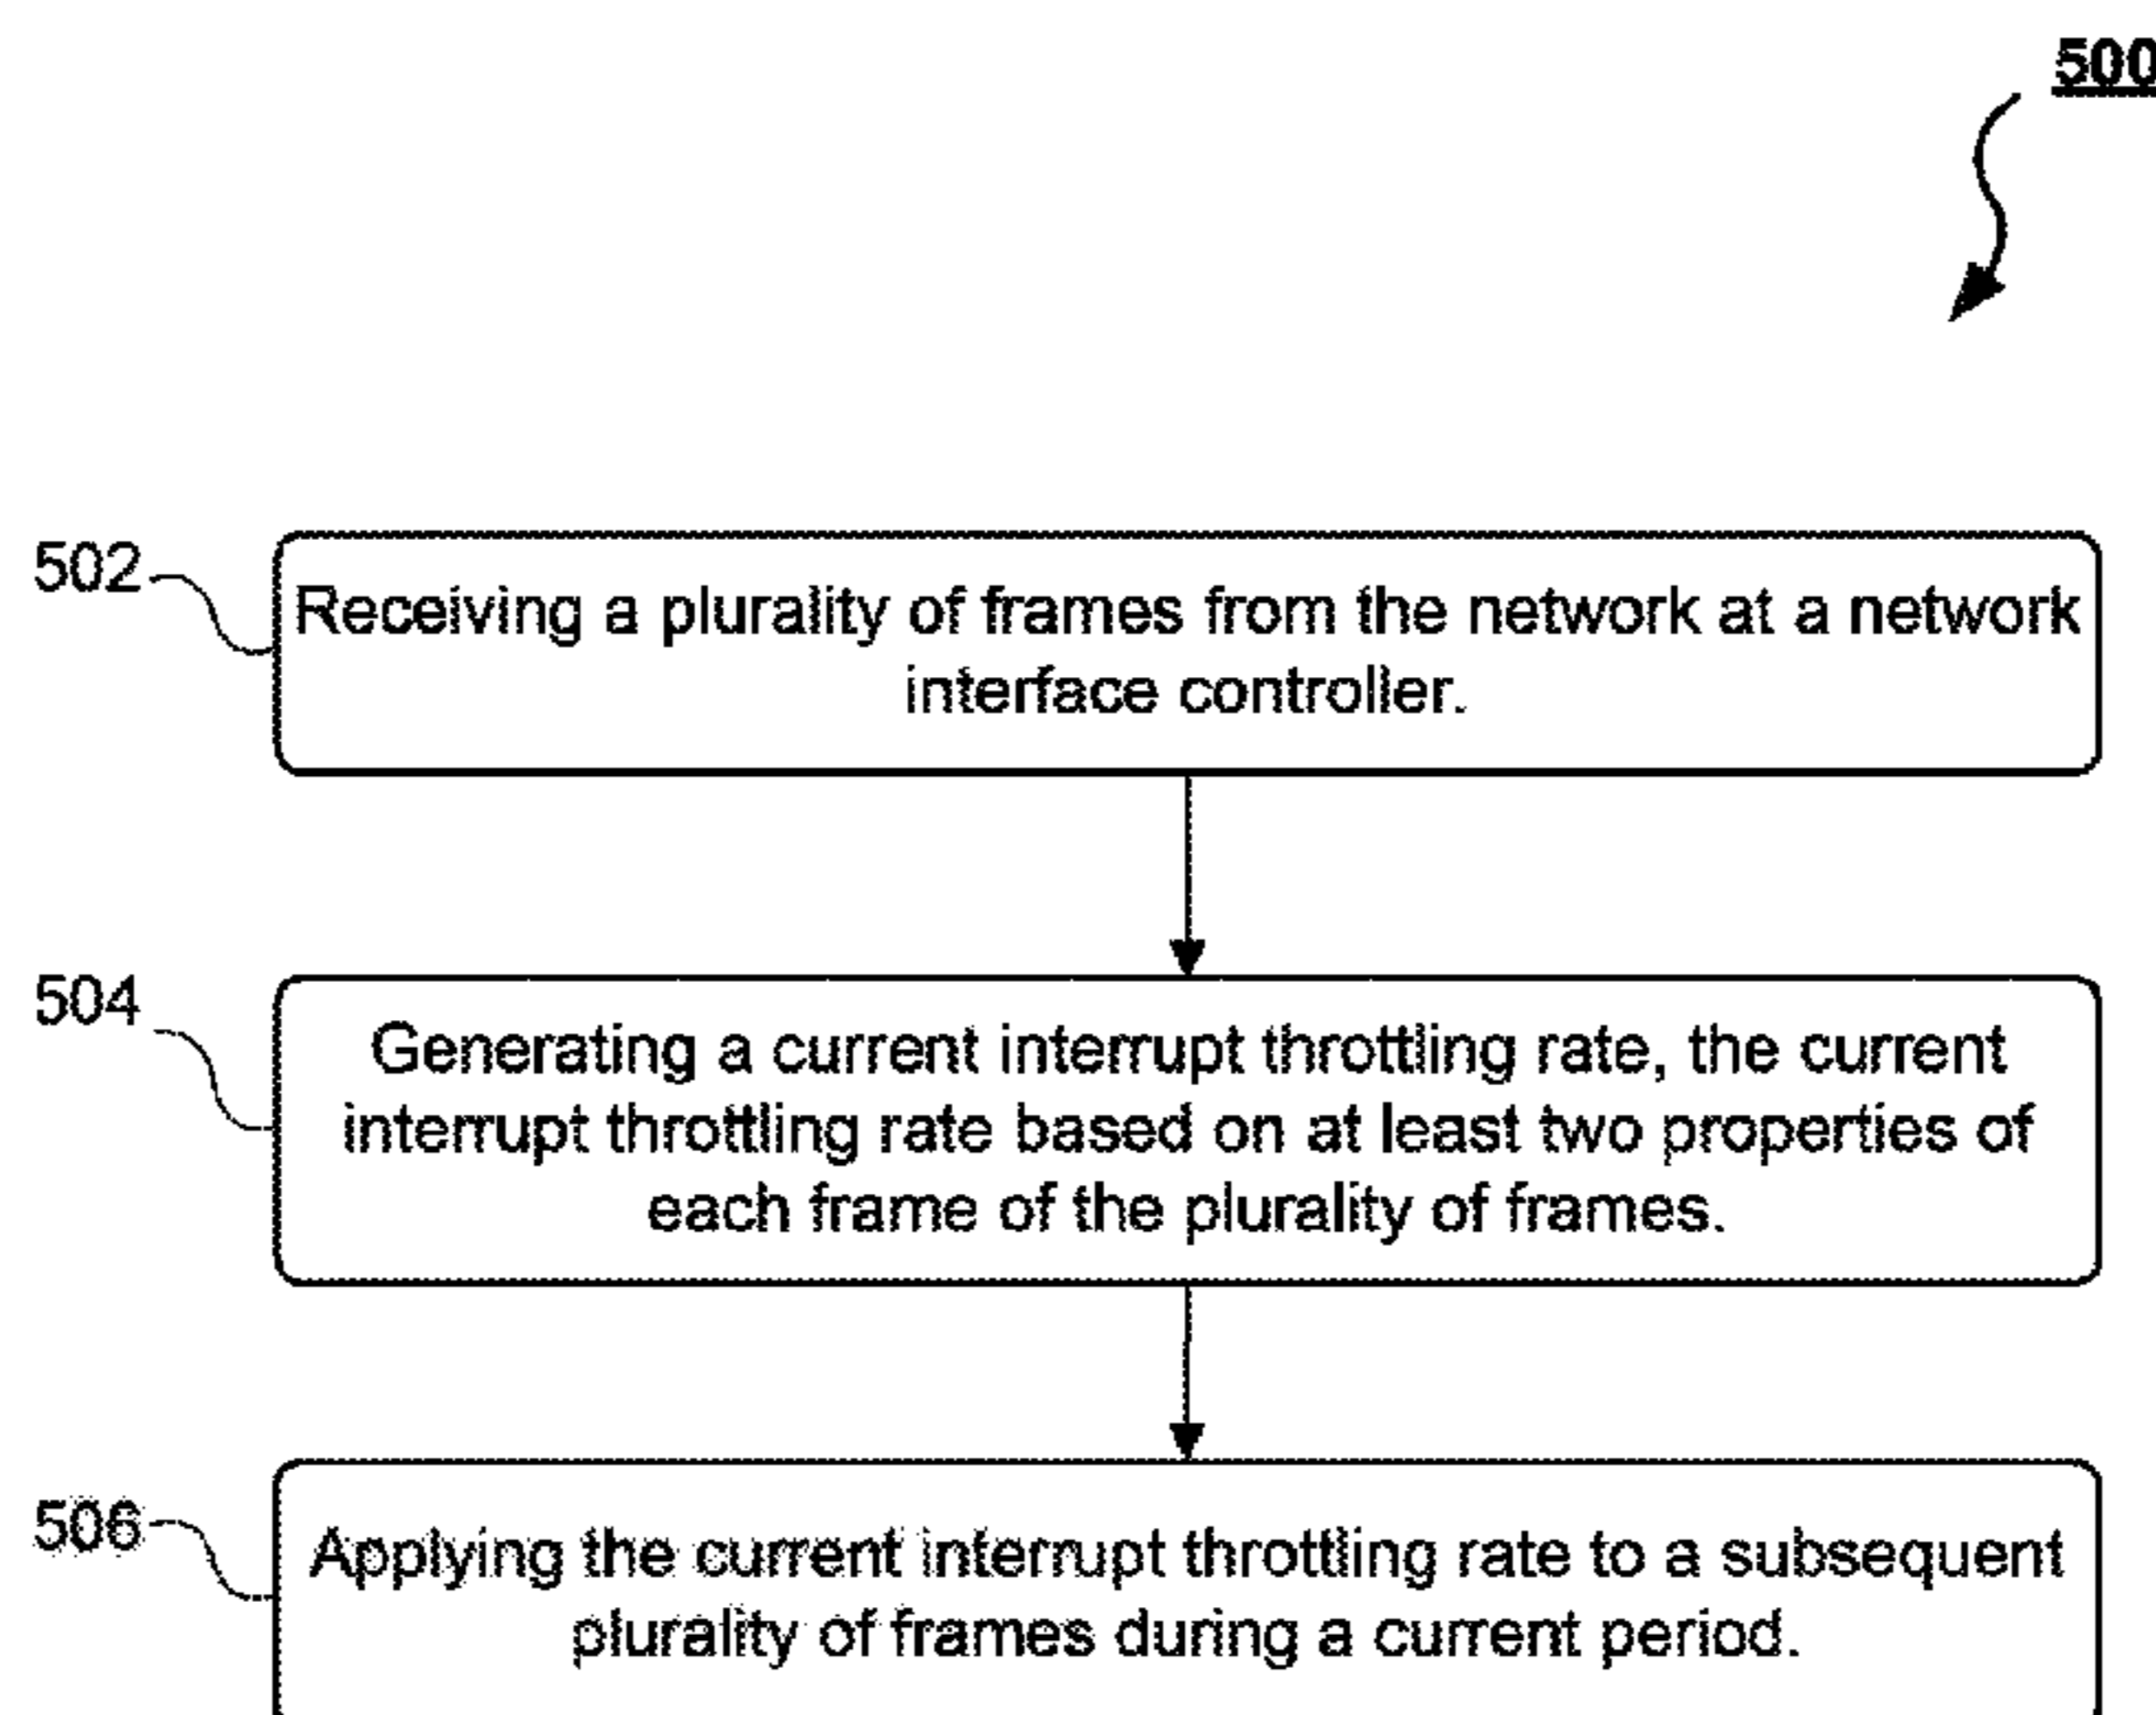 500
502
Receiving a plurality of frames from the network at a network
interface controller.
504
Generating a current interrupt throttling rate, the current
interrupt throttling rate based on at least two properties of
each frame of the plurality of frames.
506
Applying the current interrupt throttling rate to a subsequent
plurality of frames during a current period.